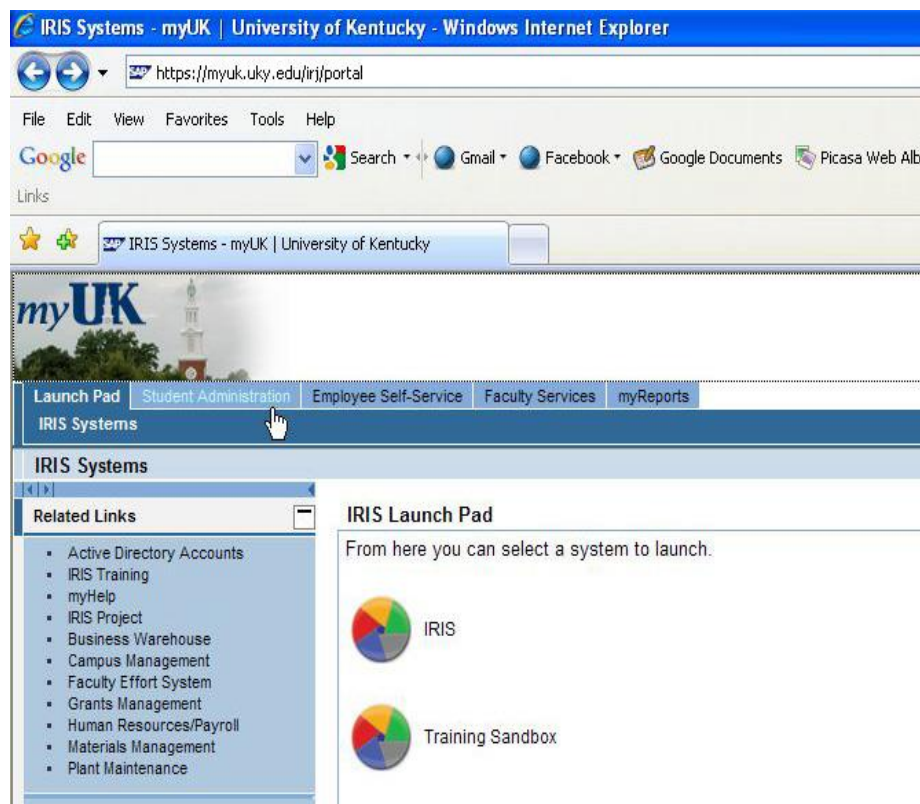 IRIS Systems - myUK | University of Kentucky - Windows Internet Explorer
SAP https://myuk.uky.edu/irj/portal
File Edit View Favorites Tools Help
Google Search Gmail Facebook Google Documents Picasa Web Alb
Links
SAP IRIS Systems - myUK | University of Kentucky
myUK
Launch Pad Student Administration Employee Self-Service Faculty Services myReports
IRIS Systems
IRIS Systems
Related Links
Active Directory Accounts
IRIS Training
myHelp
IRIS Project
Business Warehouse
Campus Management
Faculty Effort System
Grants Management
Human Resources/Payroll
Materials Management
Plant Maintenance
IRIS Launch Pad
From here you can select a system to launch.
IRIS
Training Sandbox